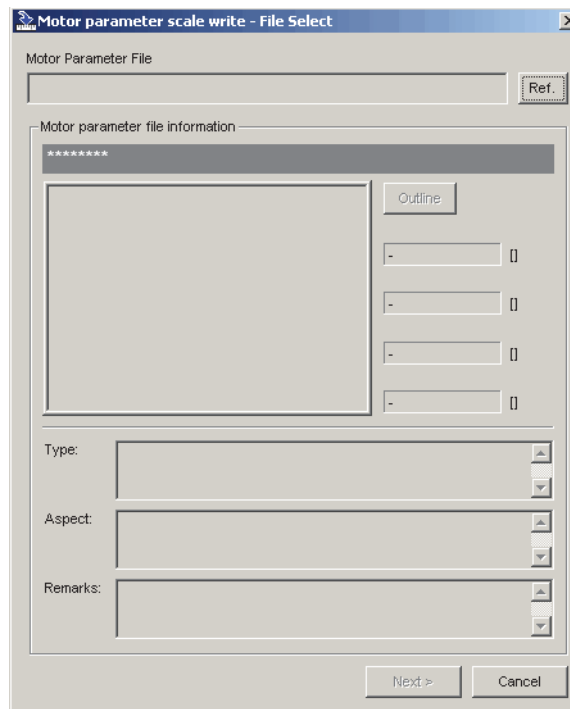 Motor parameter scale write - File Select
Motor Parameter File
Ref.
Motor parameter file information
********
Outline
- []
- []
- []
- []
Type:
Aspect:
Remarks:
Next >
Cancel